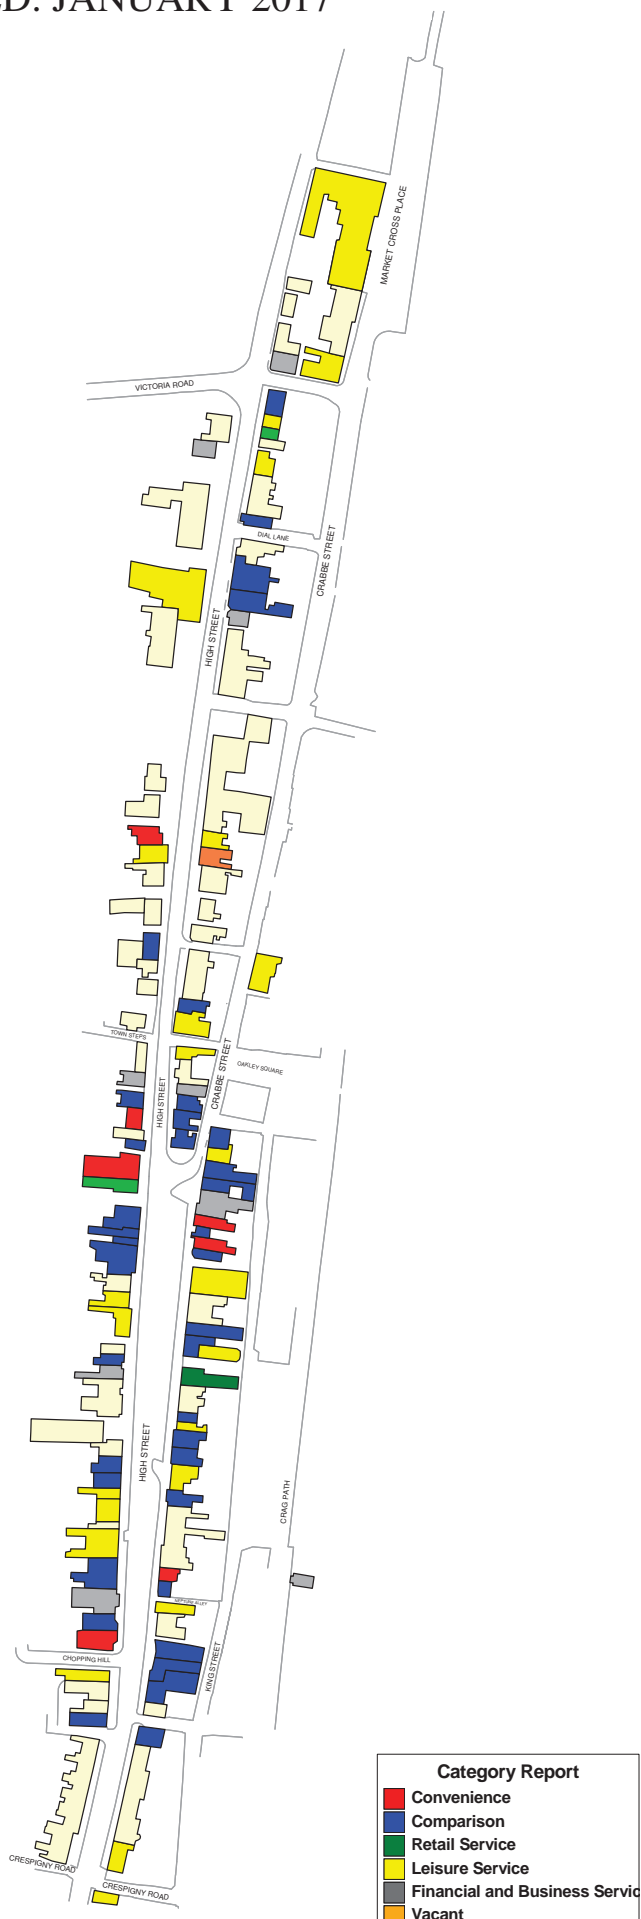 D: JANUARY 2017
MARKET CROSS PLACE
VICTORIA ROAD
DIAL LANE
CRABBE STREET
HIGH STREET
TOWN STEPS
OAKLEY SQUARE
CRABBE STREET
HIGH STREET
HIGH STREET
CRAG PATH
CHOPPING HILL
KING STREET
CRESPIGNY ROAD
CRESPIGNY ROAD
Category Report
Convenience
Comparison
Retail Service
Leisure Service
Financial and Business Servic
Vacant